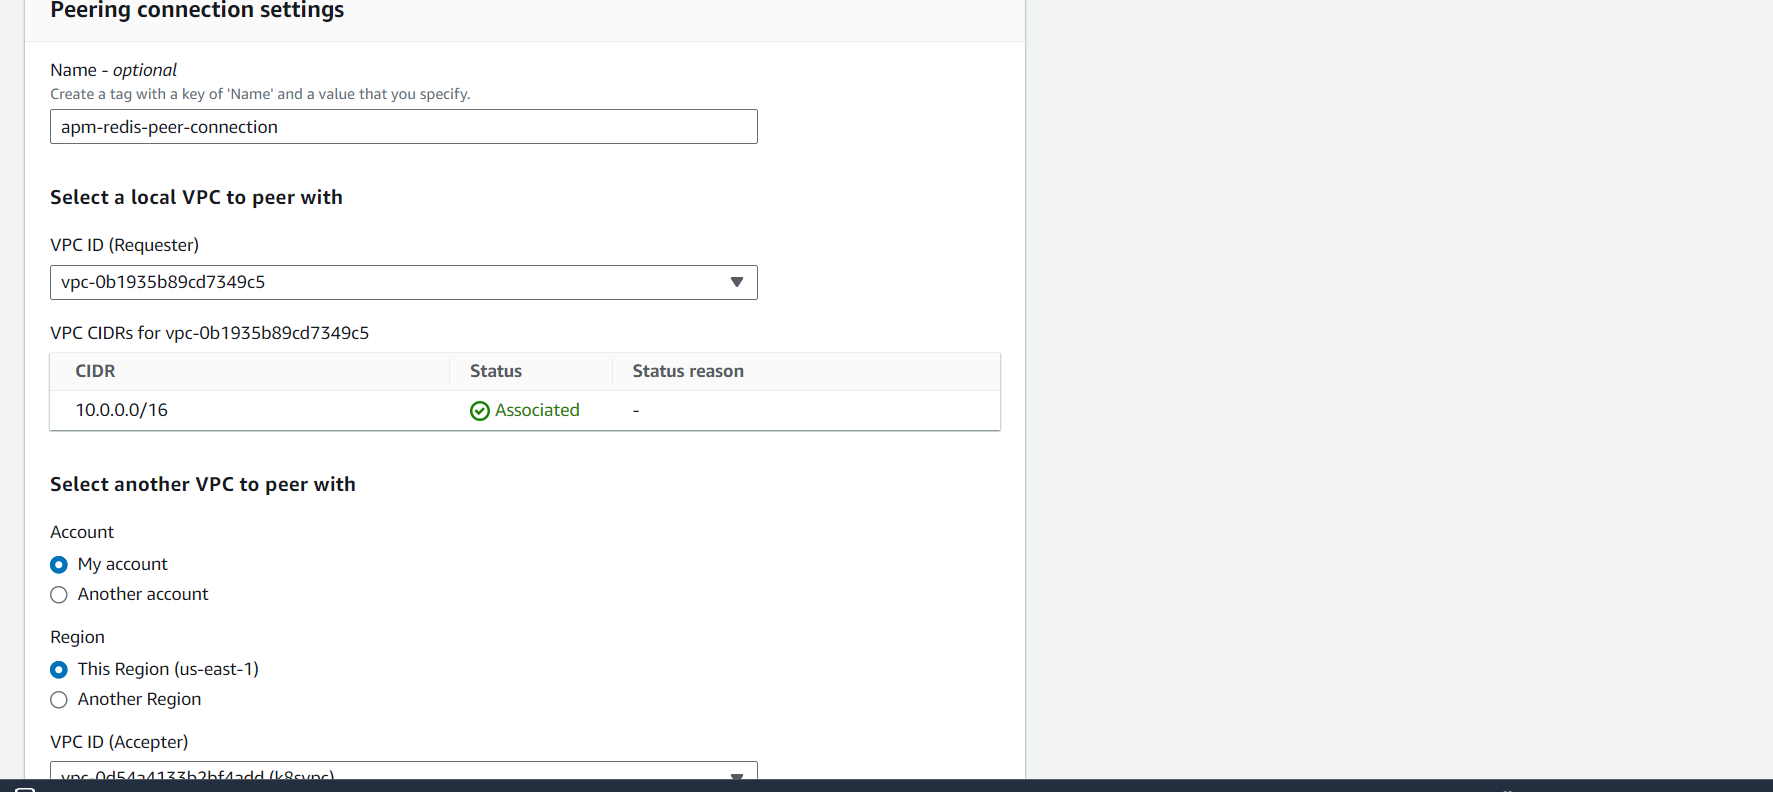 Peering connection settings
Name - optional
Create a tag with a key of 'Name' and a value that you specify.
apm-redis-peer-connection
Select a local VPC to peer with
VPC ID (Requester)
vpc-0b1935b89cd7349c5
VPC CIDRs for vpc-0b1935b89cd7349c5
CIDR Status Status reason
10.0.0.0/16 Associated -
Select another VPC to peer with
Account
My account
Another account
Region
This Region (us-east-1)
Another Region
VPC ID (Accepter)
vpc-0d54a4133b2bf4add (k8svpc)